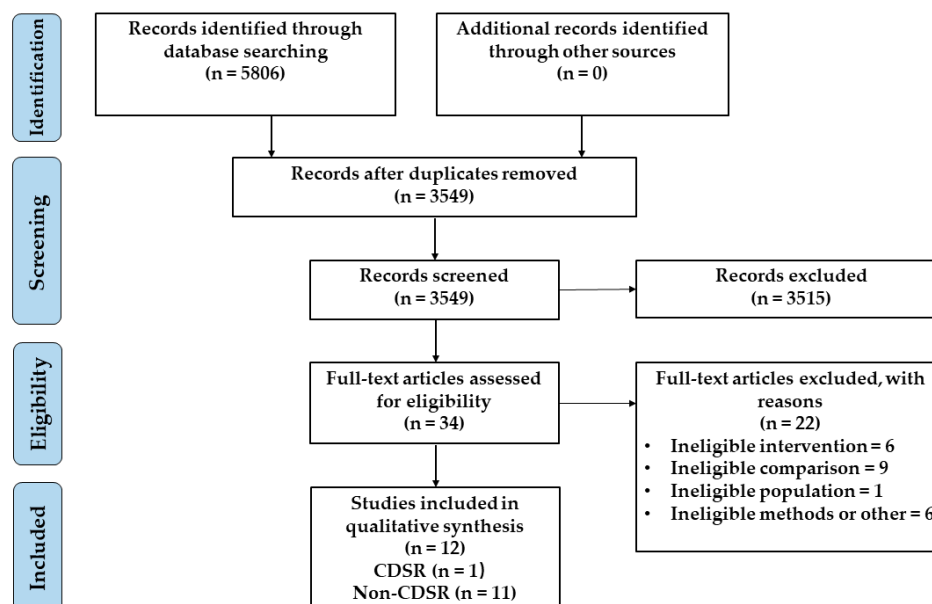 Identification
Records identified through
database searching
(n = 5806)
Additional records identified
through other sources
(n = 0)
Screening
Records after duplicates removed
(n = 3549)
Records screened
(n = 3549)
Records excluded
(n = 3515)
Eligibility
Full-text articles assessed
for eligibility
(n = 34)
Full-text articles excluded, with
reasons
(n = 22)
• Ineligible intervention = 6
• Ineligible comparison = 9
• Ineligible population = 1
• Ineligible methods or other = 6
Included
Studies included in
qualitative synthesis
(n = 12)
CDSR (n = 1)
Non-CDSR (n = 11)